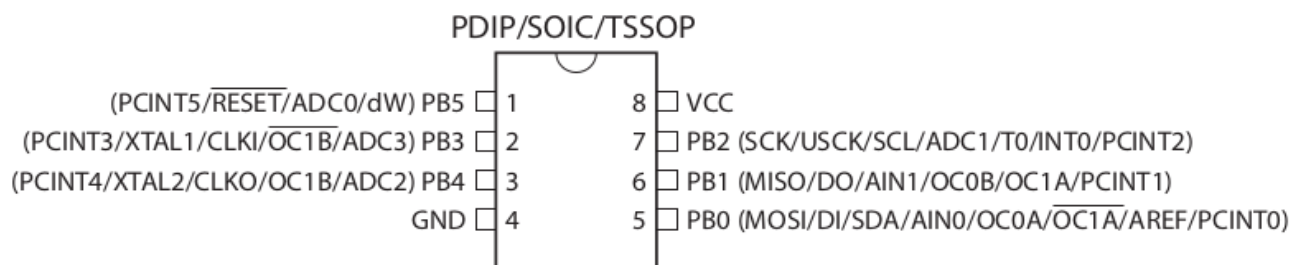 PDIP/SOIC/TSSOP
(PCINT5/RESET/ADC0/dW) PB5 1 8 VCC
(PCINT3/XTAL1/CLKI/OC1B/ADC3) PB3 2 7 PB2 (SCK/USCK/SCL/ADC1/T0/INT0/PCINT2)
(PCINT4/XTAL2/CLKO/OC1B/ADC2) PB4 3 6 PB1 (MISO/DO/AIN1/OC0B/OC1A/PCINT1)
GND 4 5 PB0 (MOSI/DI/SDA/AIN0/OC0A/OC1A/AREF/PCINT0)